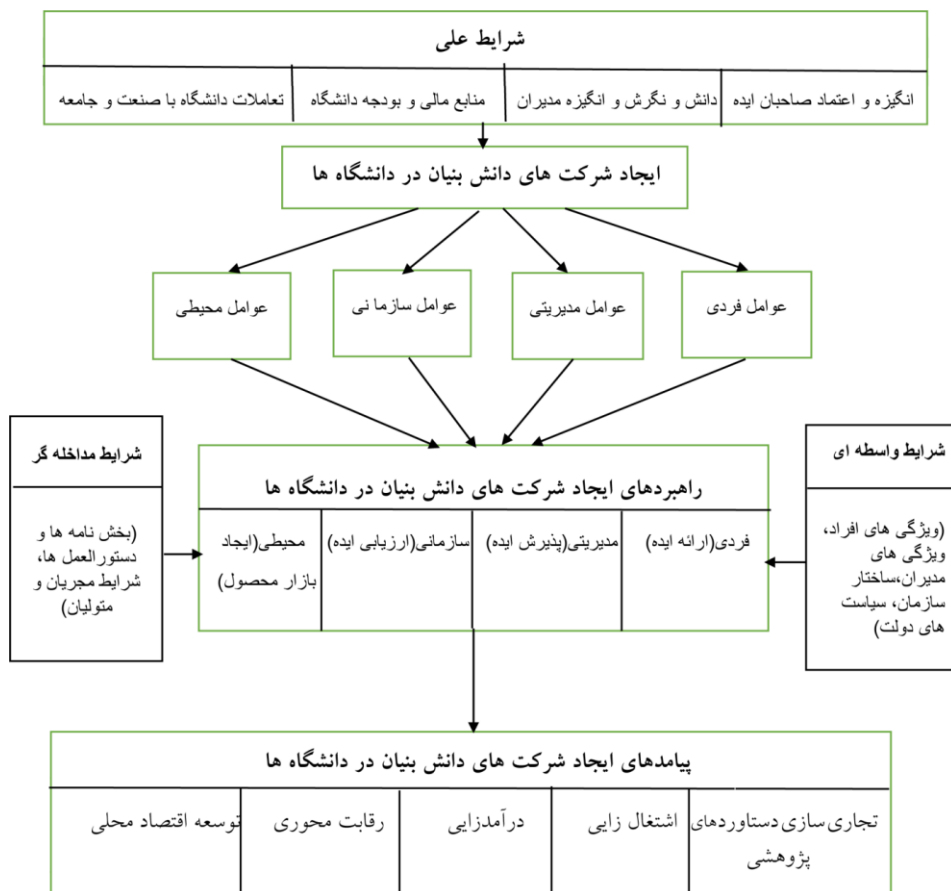 شرایط علی
انگیزه و اعتماد صاحبان ایده
دانش و نگرش و انگیزه مدیران
منابع مالی و بودجه دانشگاه
تعاملات دانشگاه با صنعت و جامعه
ایجاد شرکت های دانش بنیان در دانشگاه ها
عوامل فردی
عوامل مدیریتی
عوامل سازما نی
عوامل محیطی
شرایط واسطه ای
(ویژگی های افراد،
ویژگی های
مدیران،ساختار
سازمان، سیاست
های دولت)
راهبردهای ایجاد شرکت های دانش بنیان در دانشگاه ها
فردی(ارائه ایده)
مدیریتی(پذیرش ایده)
سازمانی(ارزیابی ایده)
محیطی(ایجاد
بازار محصول)
شرایط مداخله گر
(بخش نامه ها و
دستورالعمل ها،
شرایط مجریان و
متولیان)
پیامدهای ایجاد شرکت های دانش بنیان در دانشگاه ها
تجاری سازی دستاوردهای
پژوهشی
اشتغال زایی
درآمدزایی
رقابت محوری
توسعه اقتصاد محلی